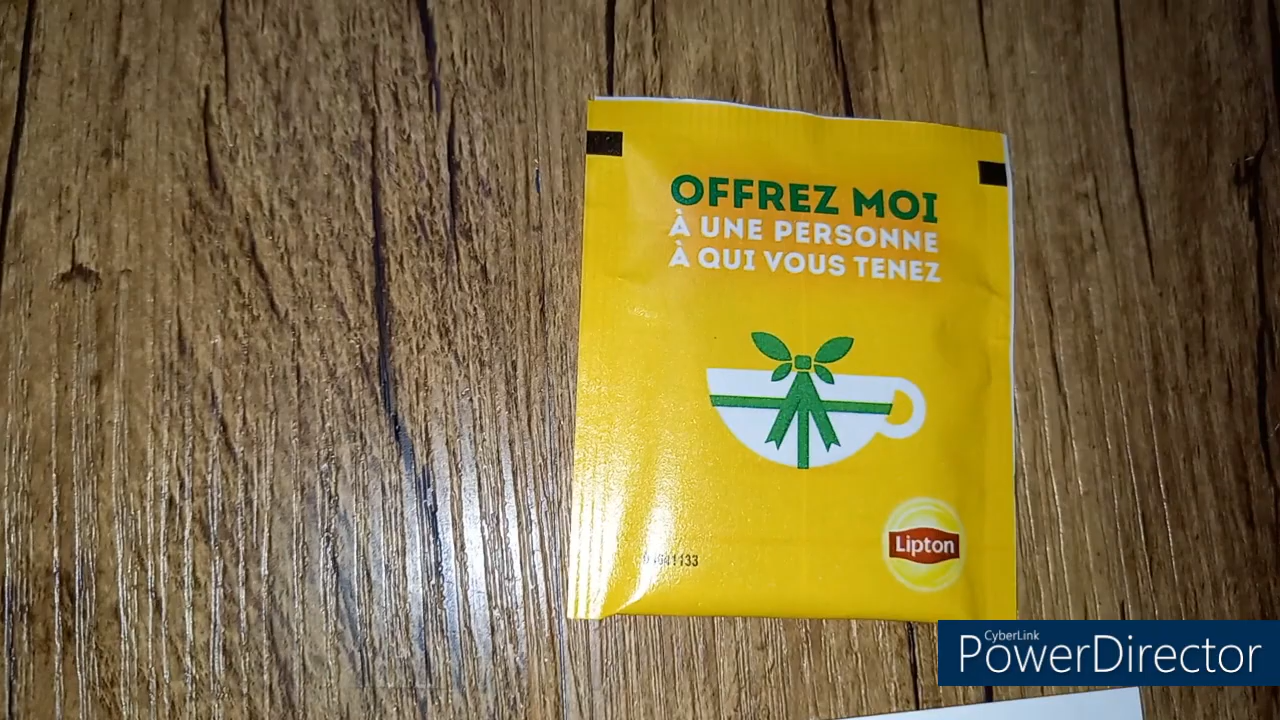 OFFREZ MOI
À UNE PERSONNE
À QUI VOUS TENEZ
Lipton
CyberLink
PowerDirector